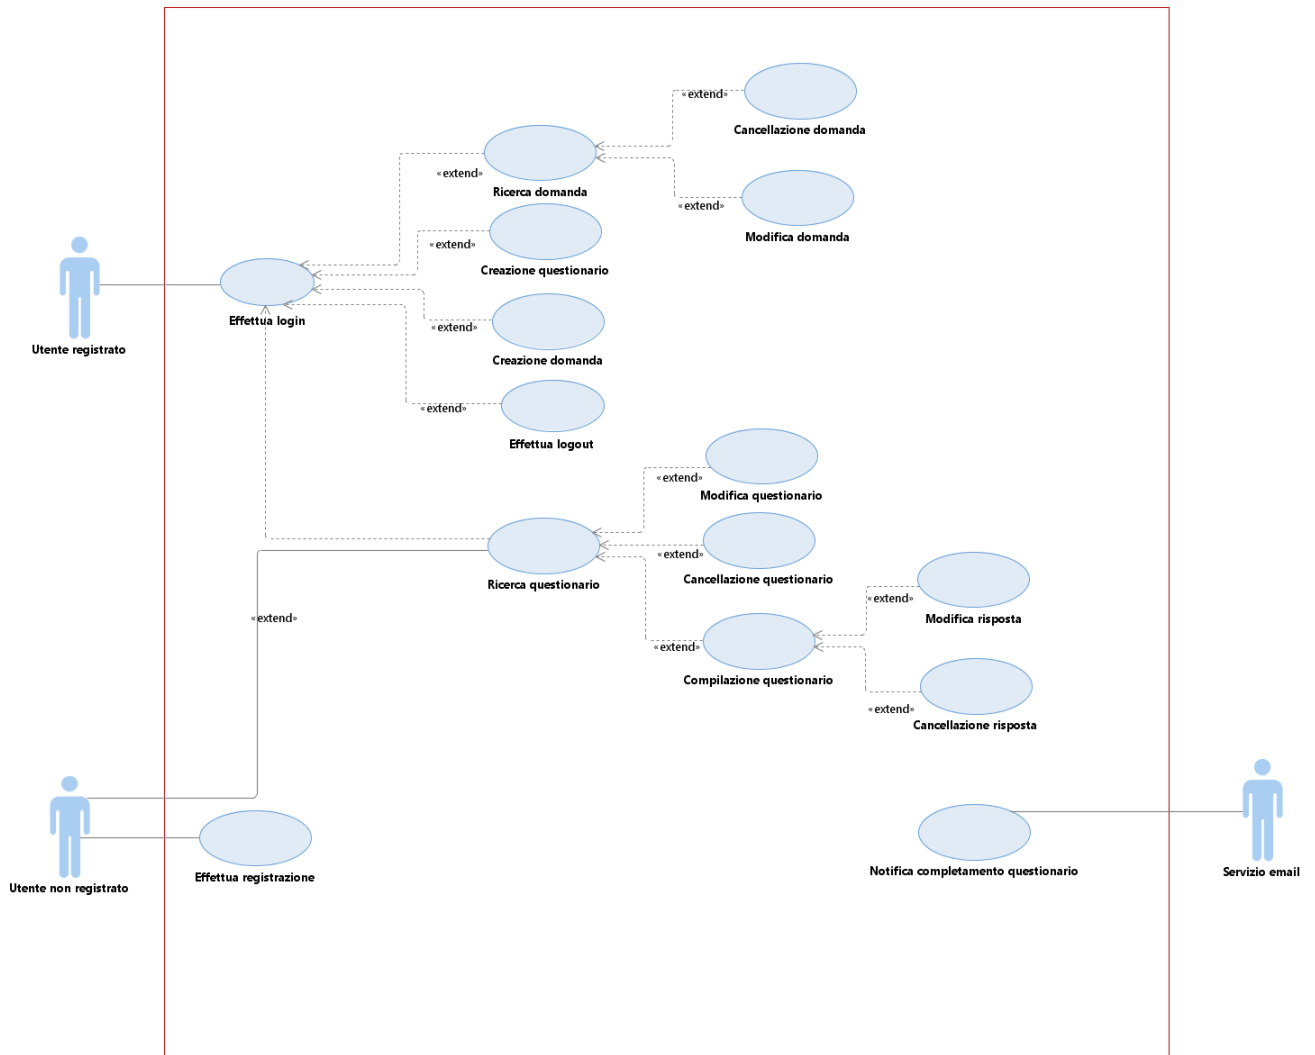 «extend»
Cancellazione domanda
«extend»
Ricerca domanda
«extend»
Modifica domanda
«extend»
Creazione questionario
Effettua login
«extend»
Creazione domanda
Utente registrato
«extend»
Effettua logout
«extend»
Modifica questionario
«extend»
Cancellazione questionario
Ricerca questionario
«extend»
Modifica risposta
«extend»
«extend»
Compilazione questionario
«extend»
Cancellazione risposta
Notifica completamento questionario
Servizio email
Effettua registrazione
Utente non registrato